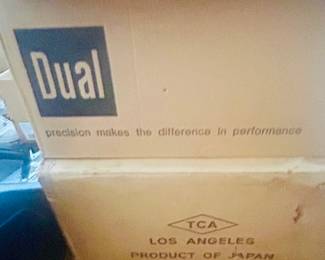 Dual
precision makes the difference in performance
TCA
LOS ANGELES
PRODUCT OF JAPAN